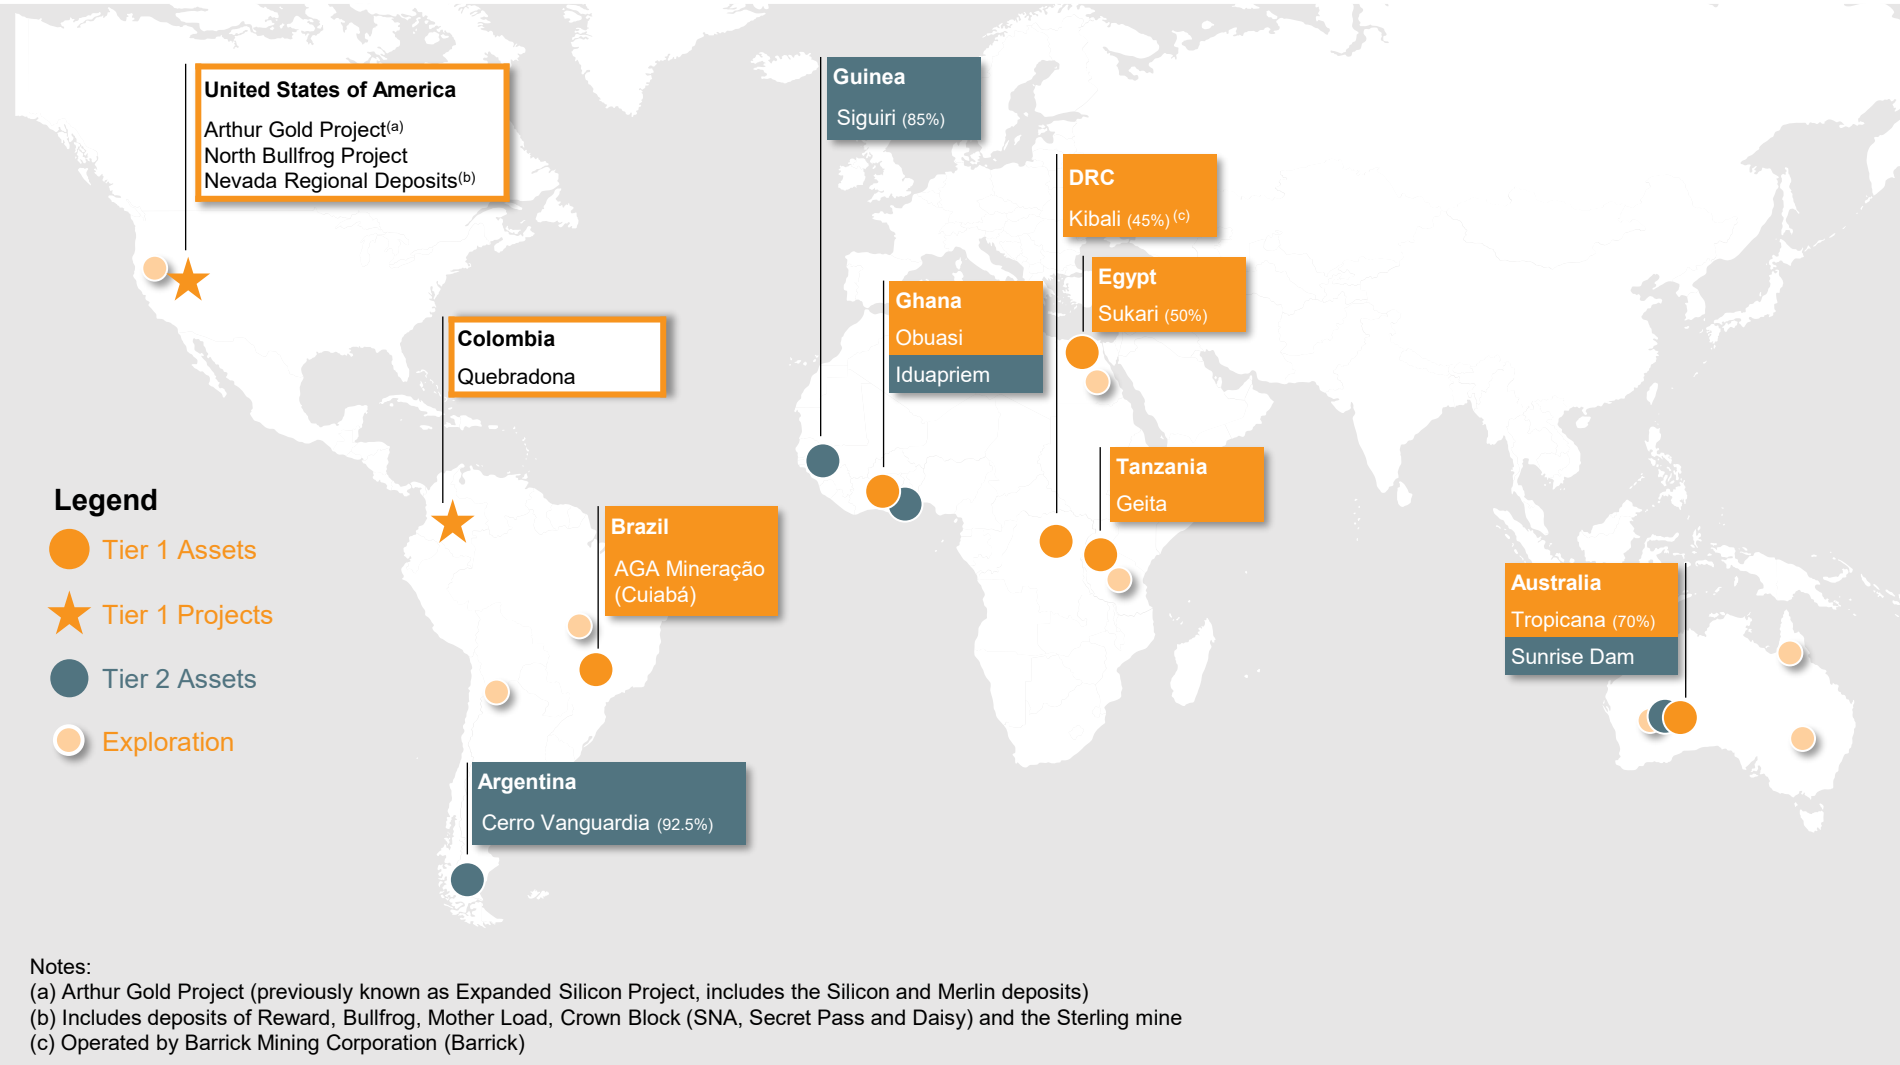 United States of America
Arthur Gold Project(a)
North Bullfrog Project
Nevada Regional Deposits(b)
Guinea
Siguiri (85%)
DRC
Kibali (45%) (c)
Egypt
Sukari (50%)
Ghana
Obuasi
Iduapriem
Colombia
Quebradona
Tanzania
Geita
Legend
Tier 1 Assets
Tier 1 Projects
Tier 2 Assets
Exploration
Brazil
AGA Mineração
(Cuiabá)
Australia
Tropicana (70%)
Sunrise Dam
Argentina
Cerro Vanguardia (92.5%)
Notes:
(a) Arthur Gold Project (previously known as Expanded Silicon Project, includes the Silicon and Merlin deposits)
(b) Includes deposits of Reward, Bullfrog, Mother Load, Crown Block (SNA, Secret Pass and Daisy) and the Sterling mine
(c) Operated by Barrick Mining Corporation (Barrick)